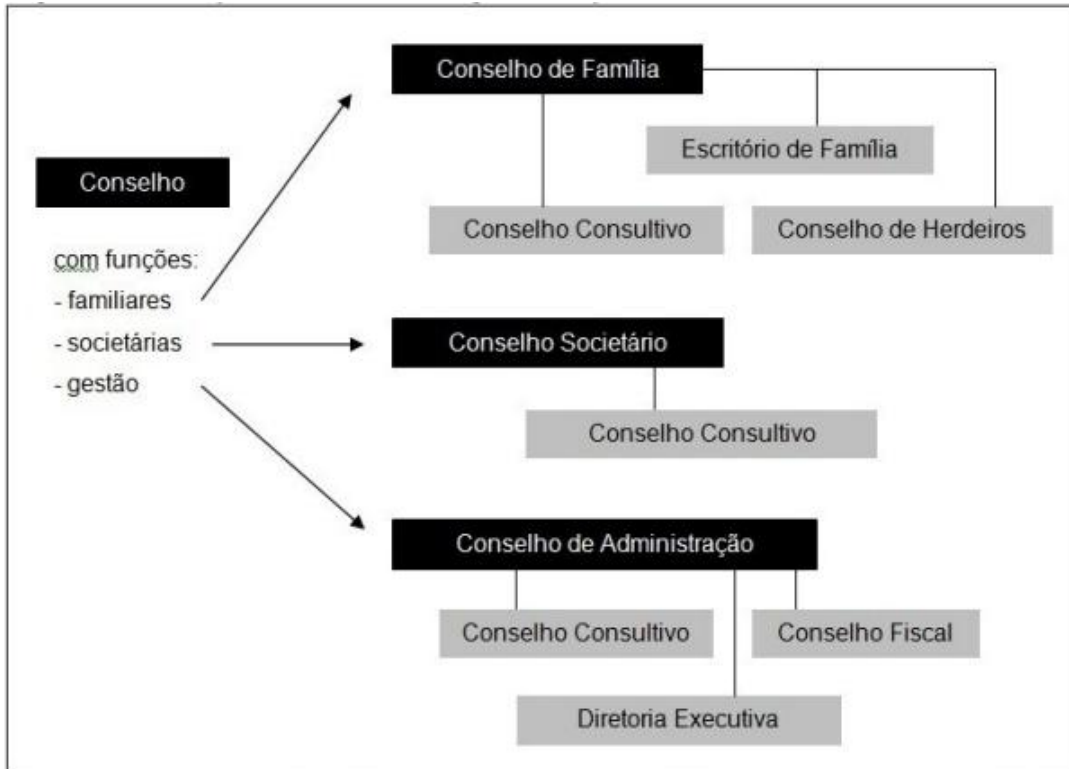 Conselho
com funções:
- familiares
- societárias
- gestão
Conselho de Família
Escritório de Família
Conselho Consultivo
Conselho de Herdeiros
Conselho Societário
Conselho Consultivo
Conselho de Administração
Conselho Consultivo
Conselho Fiscal
Diretoria Executiva